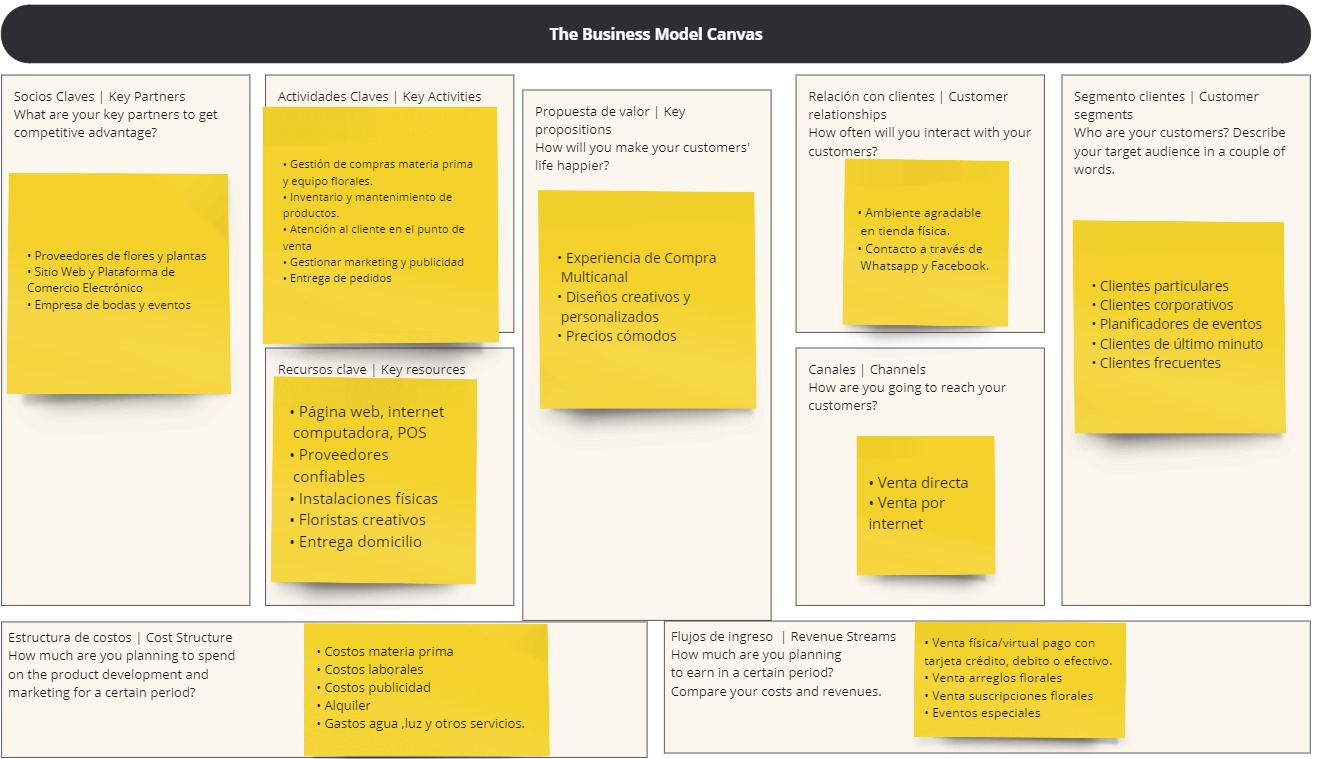 The Business Model Canvas
Socios Claves | Key Partners
What are your key partners to get
competitive advantage?
• Proveedores de flores y plantas
• Sitio Web y Plataforma de
Comercio Electrónico
• Empresa de bodas y eventos
Actividades Claves | Key Activities
• Gestión de compras materia prima
y equipo florales.
• Inventario y mantenimiento de
productos.
• Atención al cliente en el punto de
venta
• Gestionar marketing y publicidad
• Entrega de pedidos
Recursos clave | Key resources
• Página web, internet
computadora, POS
• Proveedores
confiables
• Instalaciones físicas
• Floristas creativos
• Entrega domicilio
Propuesta de valor | Key
propositions
How will you make your customers'
life happier?
• Experiencia de Compra
Multicanal
• Diseños creativos y
personalizados
• Precios cómodos
Relación con clientes | Customer
relationships
How often will you interact with your
customers?
• Ambiente agradable
en tienda física.
• Contacto a través de
Whatsapp y Facebook.
Canales | Channels
How are you going to reach your
customers?
• Venta directa
• Venta por
internet
Segmento clientes | Customer
segments
Who are your customers? Describe
your target audience in a couple of
words.
• Clientes particulares
• Clientes corporativos
• Planificadores de eventos
• Clientes de último minuto
• Clientes frecuentes
Estructura de costos | Cost Structure
How much are you planning to spend
on the product development and
marketing for a certain period?
• Costos materia prima
• Costos laborales
• Costos publicidad
• Alquiler
• Gastos agua ,luz y otros servicios.
Flujos de ingreso | Revenue Streams
How much are you planning
to earn in a certain period?
Compare your costs and revenues.
• Venta física/virtual pago con
tarjeta crédito, debito o efectivo.
• Venta arreglos florales
• Venta suscripciones florales
• Eventos especiales